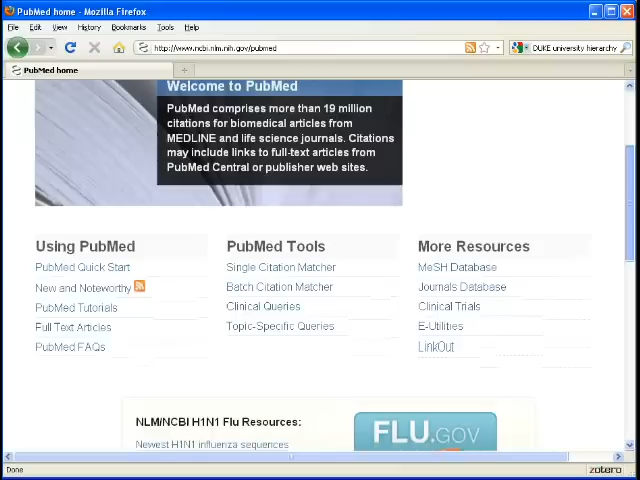 PubMed home - Mozilla Firefox
File Edit View History Bookmarks Tools Help
http://www.ncbi.nlm.nih.gov/pubmed
DUKE university hierarchy
PubMed home
Welcome to PubMed
PubMed comprises more than 19 million
citations for biomedical articles from
MEDLINE and life science journals. Citations
may include links to full-text articles from
PubMed Central or publisher web sites.
Using PubMed
PubMed Quick Start
New and Noteworthy
PubMed Tutorials
Full Text Articles
PubMed FAQs
PubMed Tools
Single Citation Matcher
Batch Citation Matcher
Clinical Queries
Topic-Specific Queries
More Resources
MeSH Database
Journals Database
Clinical Trials
E-Utilities
LinkOut
NLM/NCBI H1N1 Flu Resources:
Newest H1N1 influenza sequences
FLU.GOV
Done
zotero